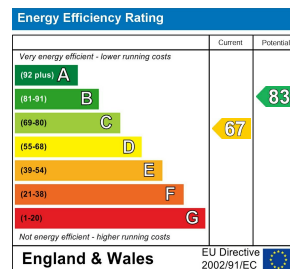 Energy Efficiency Rating
Current Potential
Very energy efficient - lower running costs
(92 plus) A
(81-91) B
83
(69-80) C
67
(55-68) D
(39-54) E
(21-38) F
(1-20) G
Not energy efficient - higher running costs
England & Wales
EU Directive
2002/91/EC